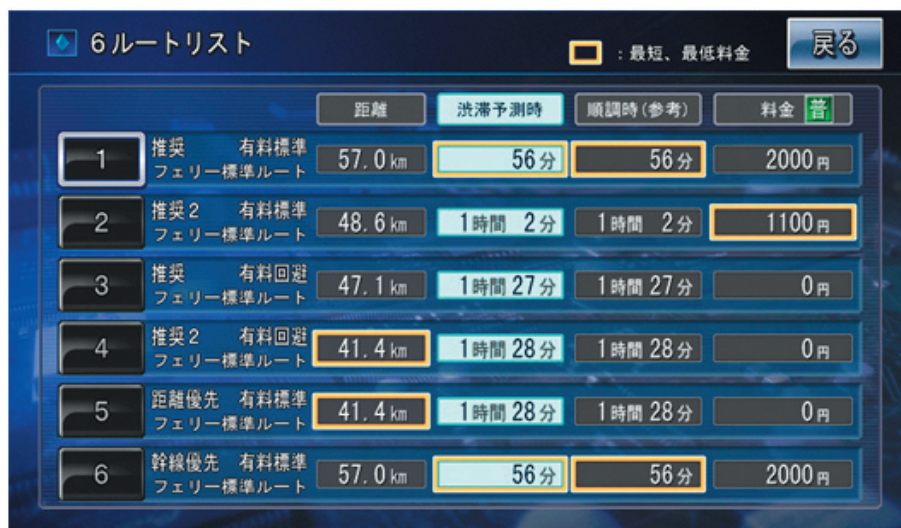 6ルートリスト
：最短、最低料金
戻る
距離 渋滞予測時 順調時(参考) 料金 普
1 推奨 有料標準 57.0km 56分 56分 2000円
フェリー標準ルート
2 推奨2 有料標準 48.6km 1時間 2分 1時間 2分 1100円
フェリー標準ルート
3 推奨 有料回避 47.1km 1時間27分 1時間27分 0円
フェリー標準ルート
4 推奨2 有料回避 41.4km 1時間28分 1時間28分 0円
フェリー標準ルート
5 距離優先 有料標準 41.4km 1時間28分 1時間28分 0円
フェリー標準ルート
6 幹線優先 有料標準 57.0km 56分 56分 2000円
フェリー標準ルート